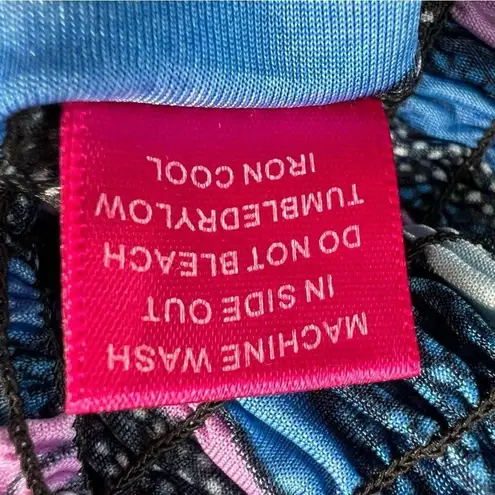 MACHINE WASH
IN SIDE OUT
DO NOT BLEACH
TUMBLEDRYLOW
IRON COOL